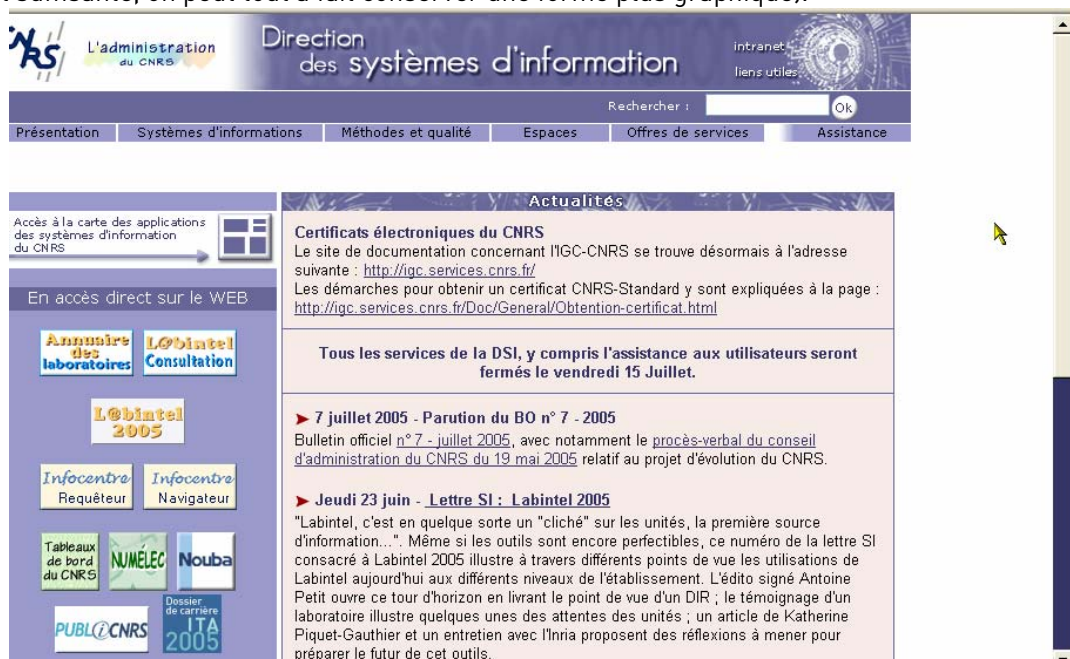 suffisante, on peut tout à fait conserver une forme plus graphique).
CNRS
L'administration
du CNRS
Direction
des systèmes d'information
intranet
liens utiles
Rechercher :
Ok
Présentation
Systèmes d'informations
Méthodes et qualité
Espaces
Offres de services
Assistance
Accès à la carte des applications
des systèmes d'information
du CNRS
En accès direct sur le WEB
Annuaire
des
laboratoires
L@bintel
Consultation
L@bintel
2005
Infocentre
Requêteur
Infocentre
Navigateur
Tableaux
de bord
du CNRS
NUMÉLEC
Nouba
PUBLI@CNRS
Dossier
de carrière
ITA
2005
Actualités
Certificats électroniques du CNRS
Le site de documentation concernant l'IGC-CNRS se trouve désormais à l'adresse
suivante : http://igc.services.cnrs.fr/
Les démarches pour obtenir un certificat CNRS-Standard y sont expliquées à la page :
http://igc.services.cnrs.fr/Doc/General/Obtention-certificat.html
Tous les services de la DSI, y compris l'assistance aux utilisateurs seront
fermés le vendredi 15 Juillet.
7 juillet 2005 - Parution du BO n° 7 - 2005
Bulletin officiel n° 7 - juillet 2005, avec notamment le procès-verbal du conseil
d'administration du CNRS du 19 mai 2005 relatif au projet d'évolution du CNRS.
Jeudi 23 juin - Lettre SI : Labintel 2005
"Labintel, c'est en quelque sorte un "cliché" sur les unités, la première source
d'information...". Même si les outils sont encore perfectibles, ce numéro de la lettre SI
consacré à Labintel 2005 illustre à travers différents points de vue les utilisations de
Labintel aujourd'hui aux différents niveaux de l'établissement. L'édito signé Antoine
Petit ouvre ce tour d'horizon en livrant le point de vue d'un DIR ; le témoignage d'un
laboratoire illustre quelques unes des attentes des unités ; un article de Katherine
Piquet-Gauthier et un entretien avec l'Inria proposent des réflexions à mener pour
préparer le futur de cet outils.